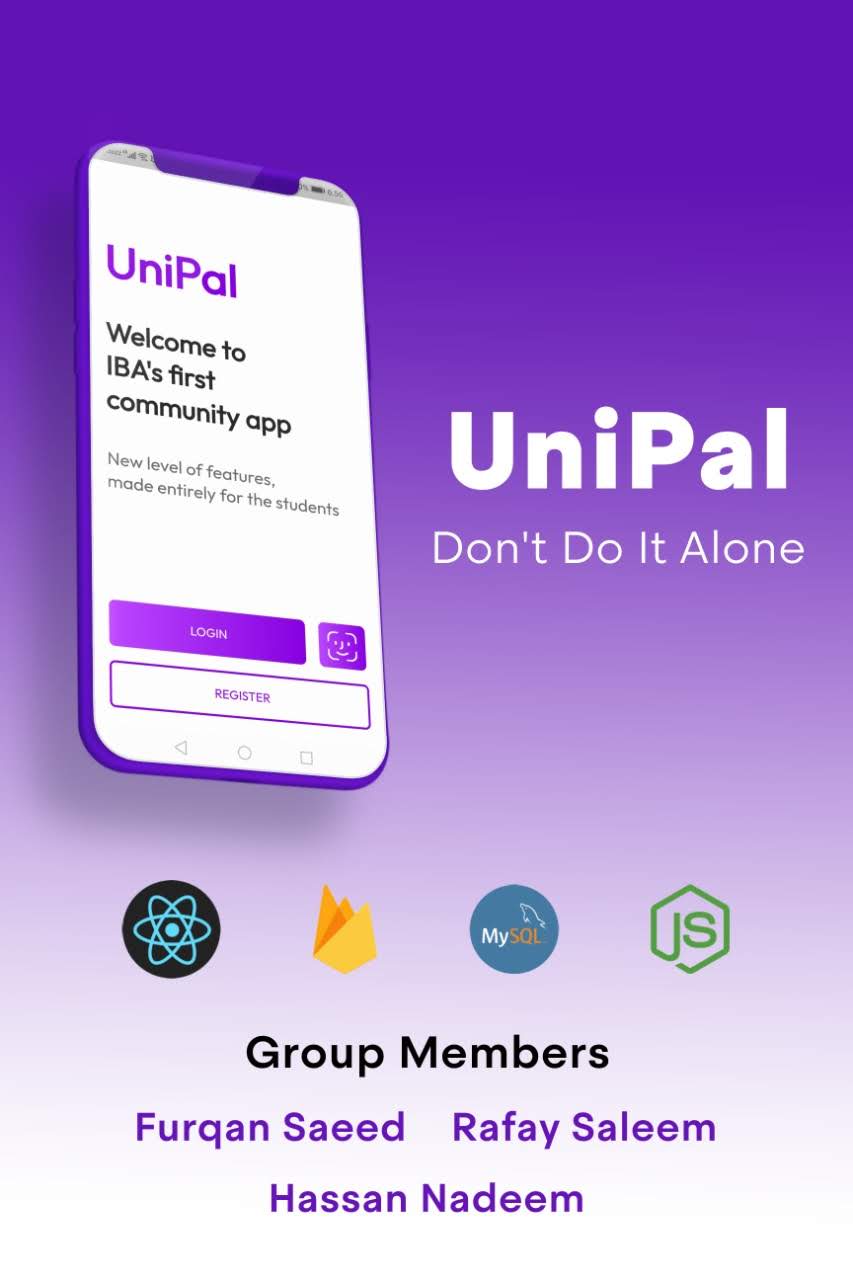 UniPal
Welcome to
IBA's first
community app
New level of features,
made entirely for the students
LOGIN
REGISTER
UniPal
Don't Do It Alone
MySQL
JS
Group Members
Furqan Saeed Rafay Saleem
Hassan Nadeem